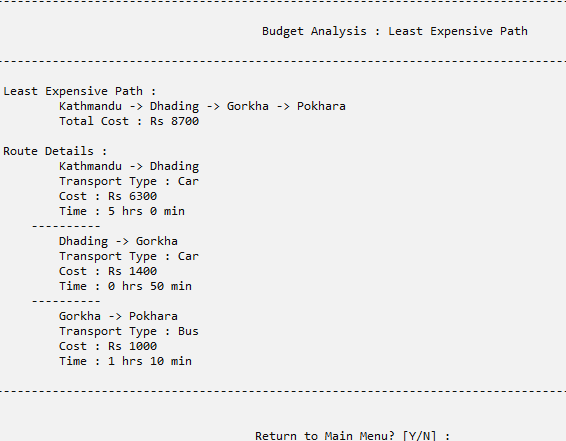 Budget Analysis : Least Expensive Path
Least Expensive Path :
Kathmandu -> Dhading -> Gorkha -> Pokhara
Total Cost : Rs 8700
Route Details :
Kathmandu -> Dhading
Transport Type : Car
Cost : Rs 6300
Time : 5 hrs 0 min
----------
Dhading -> Gorkha
Transport Type : Car
Cost : Rs 1400
Time : 0 hrs 50 min
----------
Gorkha -> Pokhara
Transport Type : Bus
Cost : Rs 1000
Time : 1 hrs 10 min
Return to Main Menu? [Y/N] :